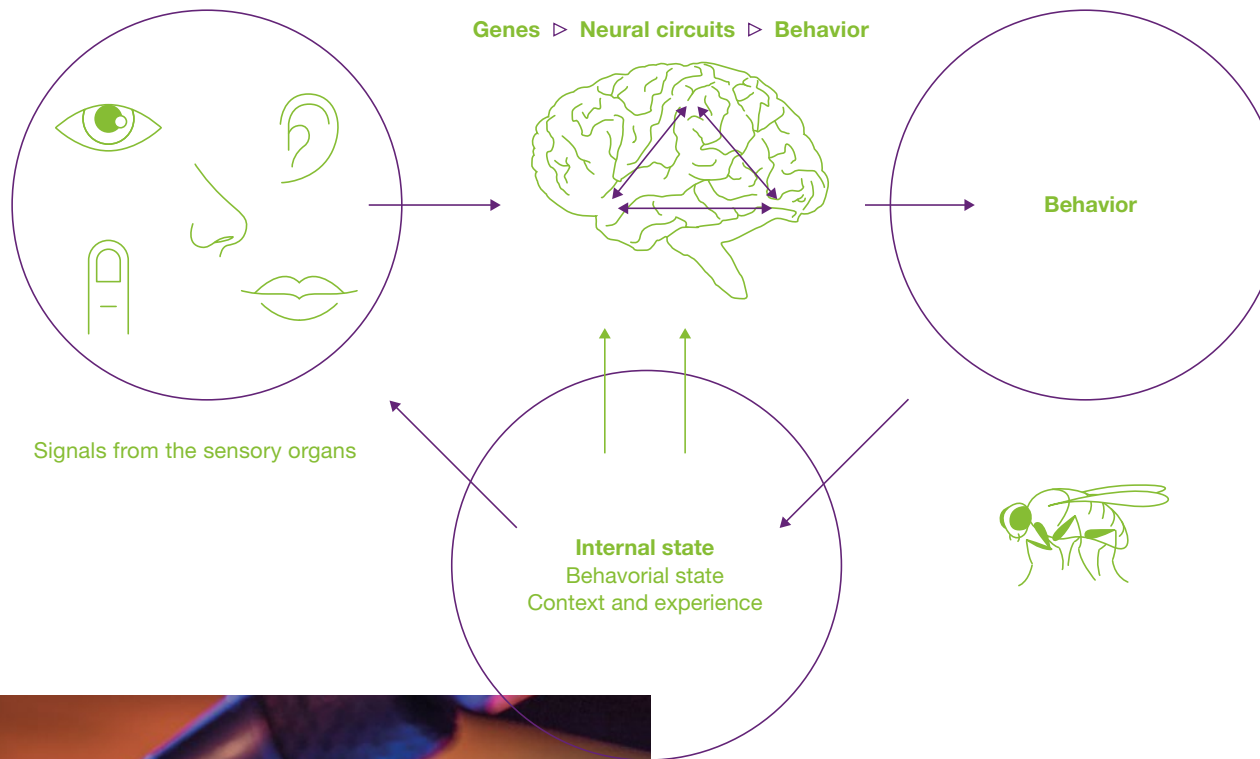 Genes ▷ Neural circuits ▷ Behavior
Behavior
Signals from the sensory organs
Internal state
Behavorial state
Context and experience